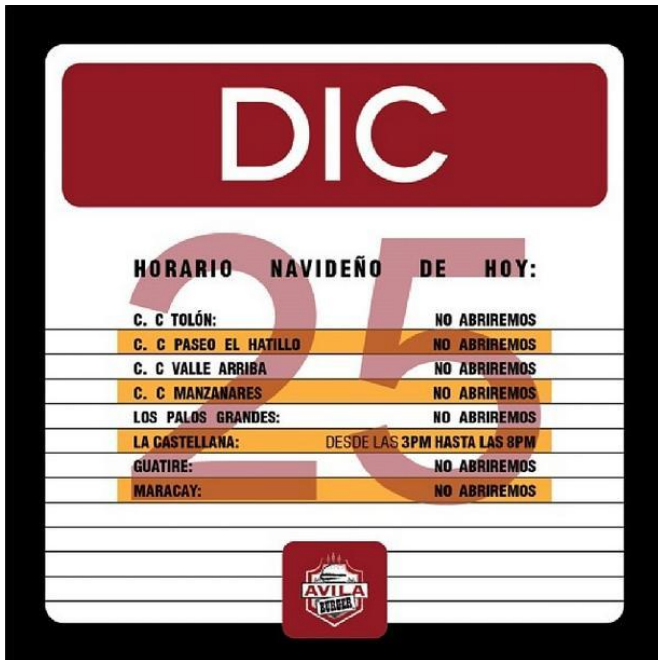 DIC
25
HORARIO NAVIDEÑO DE HOY:
C. C TOLÓN: NO ABRIREMOS
C. C PASEO EL HATILLO NO ABRIREMOS
C. C VALLE ARRIBA NO ABRIREMOS
C. C MANZANARES NO ABRIREMOS
LOS PALOS GRANDES: NO ABRIREMOS
LA CASTELLANA: DESDE LAS 3PM HASTA LAS 8PM
GUATIRE: NO ABRIREMOS
MARACAY: NO ABRIREMOS
AVILA
BURGER